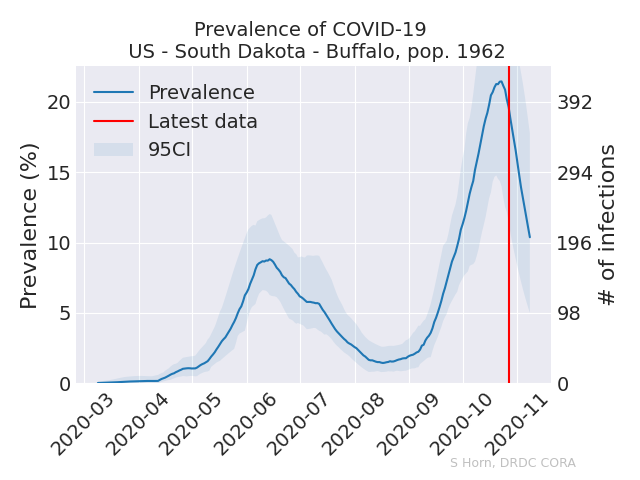 Prevalence of COVID-19
US - South Dakota - Buffalo, pop. 1962
Prevalence
Latest data
95CI
Prevalence (%)
20
15
10
5
0
392
294
196
98
0
# of infections
2020-03
2020-04
2020-05
2020-06
2020-07
2020-08
2020-09
2020-10
2020-11
S Horn, DRDC CORA